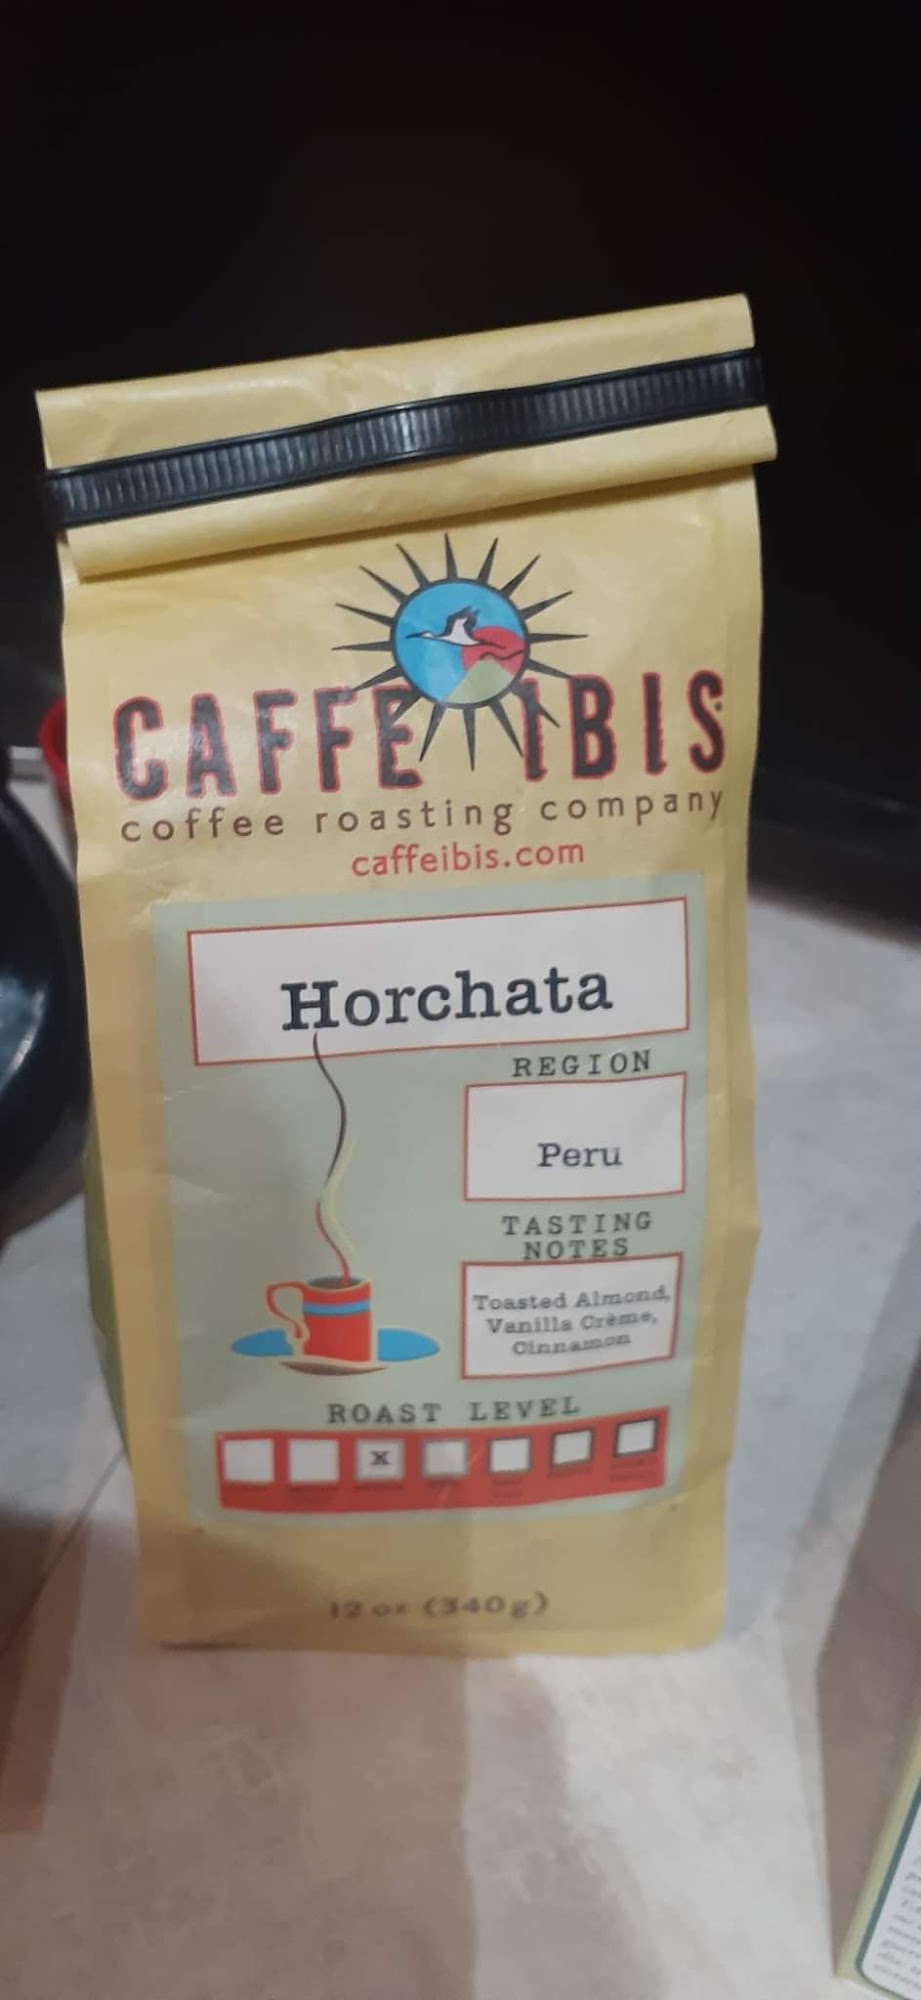 CAFFE IBIS
coffee roasting company
caffeibis.com
Horchata
REGION
Peru
TASTING
NOTES
Toasted Almond,
Vanilla Crème,
Cinnamon
ROAST LEVEL
X
12 oz (340g)